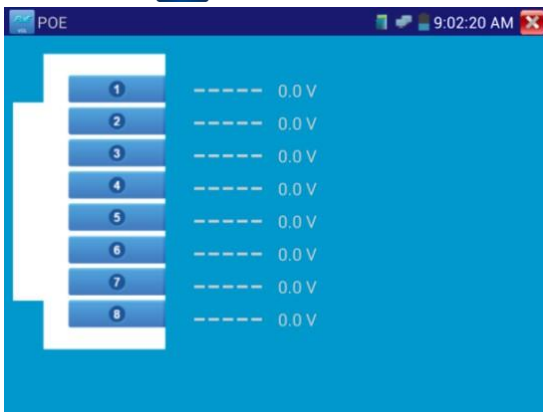 POE 9:02:20 AM
1 ----- 0.0 V
2 ----- 0.0 V
3 ----- 0.0 V
4 ----- 0.0 V
5 ----- 0.0 V
6 ----- 0.0 V
7 ----- 0.0 V
8 ----- 0.0 V